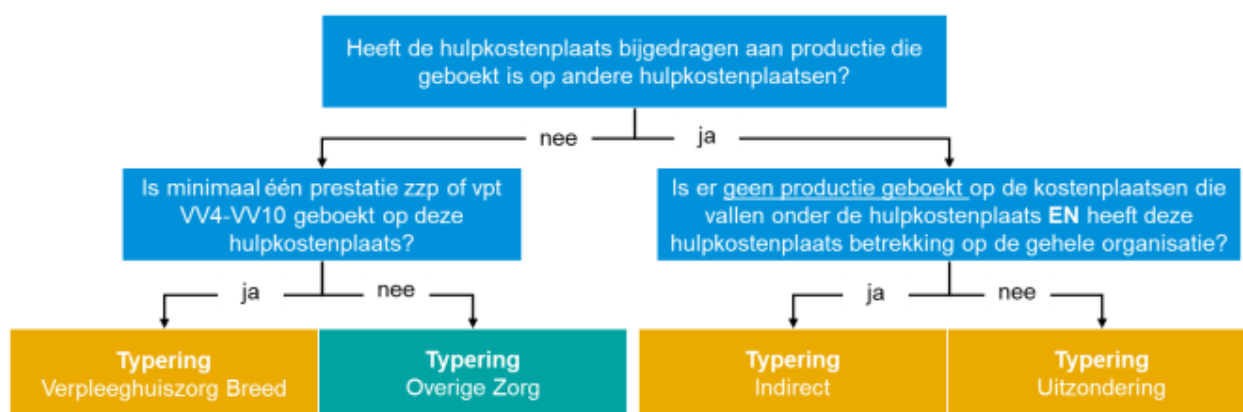 Heeft de hulpkostenplaats bijgedragen aan productie die
geboekt is op andere hulpkostenplaatsen?
nee
ja
Is minimaal één prestatie zzp of vpt
VV4-VV10 geboekt op deze
hulpkostenplaats?
Is er geen productie geboekt op de kostenplaatsen die
vallen onder de hulpkostenplaats EN heeft deze
hulpkostenplaats betrekking op de gehele organisatie?
ja
nee
ja
nee
Typering
Verpleeghuiszorg Breed
Typering
Overige Zorg
Typering
Indirect
Typering
Uitzondering